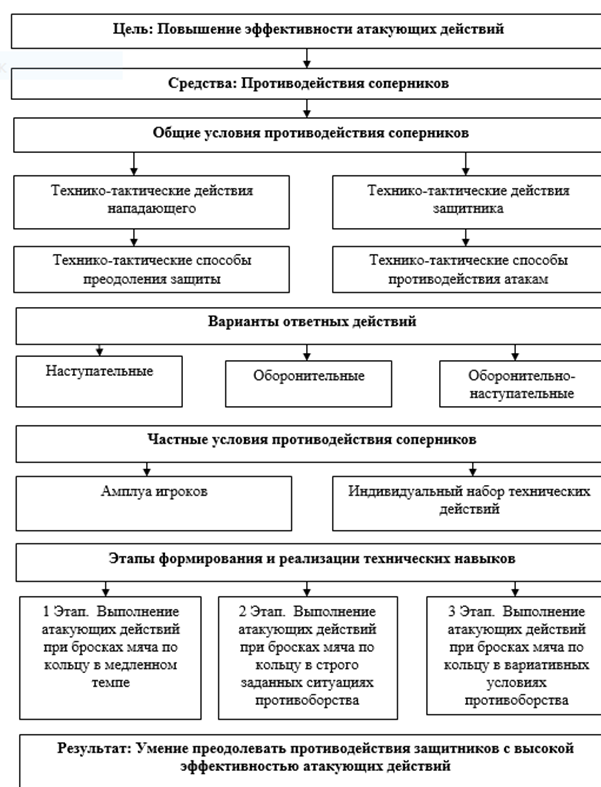 Цель: Повышение эффективности атакующих действий
Средства: Противодействия соперников
Общие условия противодействия соперников
Технико-тактические действия
нападающего
Технико-тактические действия
защитника
Технико-тактические способы
преодоления защиты
Технико-тактические способы
противодействия атакам
Варианты ответных действий
Наступательные
Оборонительные
Оборонительно-
наступательные
Частные условия противодействия соперников
Амплуа игроков
Индивидуальный набор технических
действий
Этапы формирования и реализации технических навыков
1 Этап. Выполнение
атакующих действий
при бросках мяча по
кольцу в медленном
темпе
2 Этап. Выполнение
атакующих действий
при бросках мяча по
кольцу в строго
заданных ситуациях
противоборства
3 Этап. Выполнение
атакующих действий
при бросках мяча по
кольцу в вариативных
условиях
противоборства
Результат: Умение преодолевать противодействия защитников с высокой
эффективностью атакующих действий